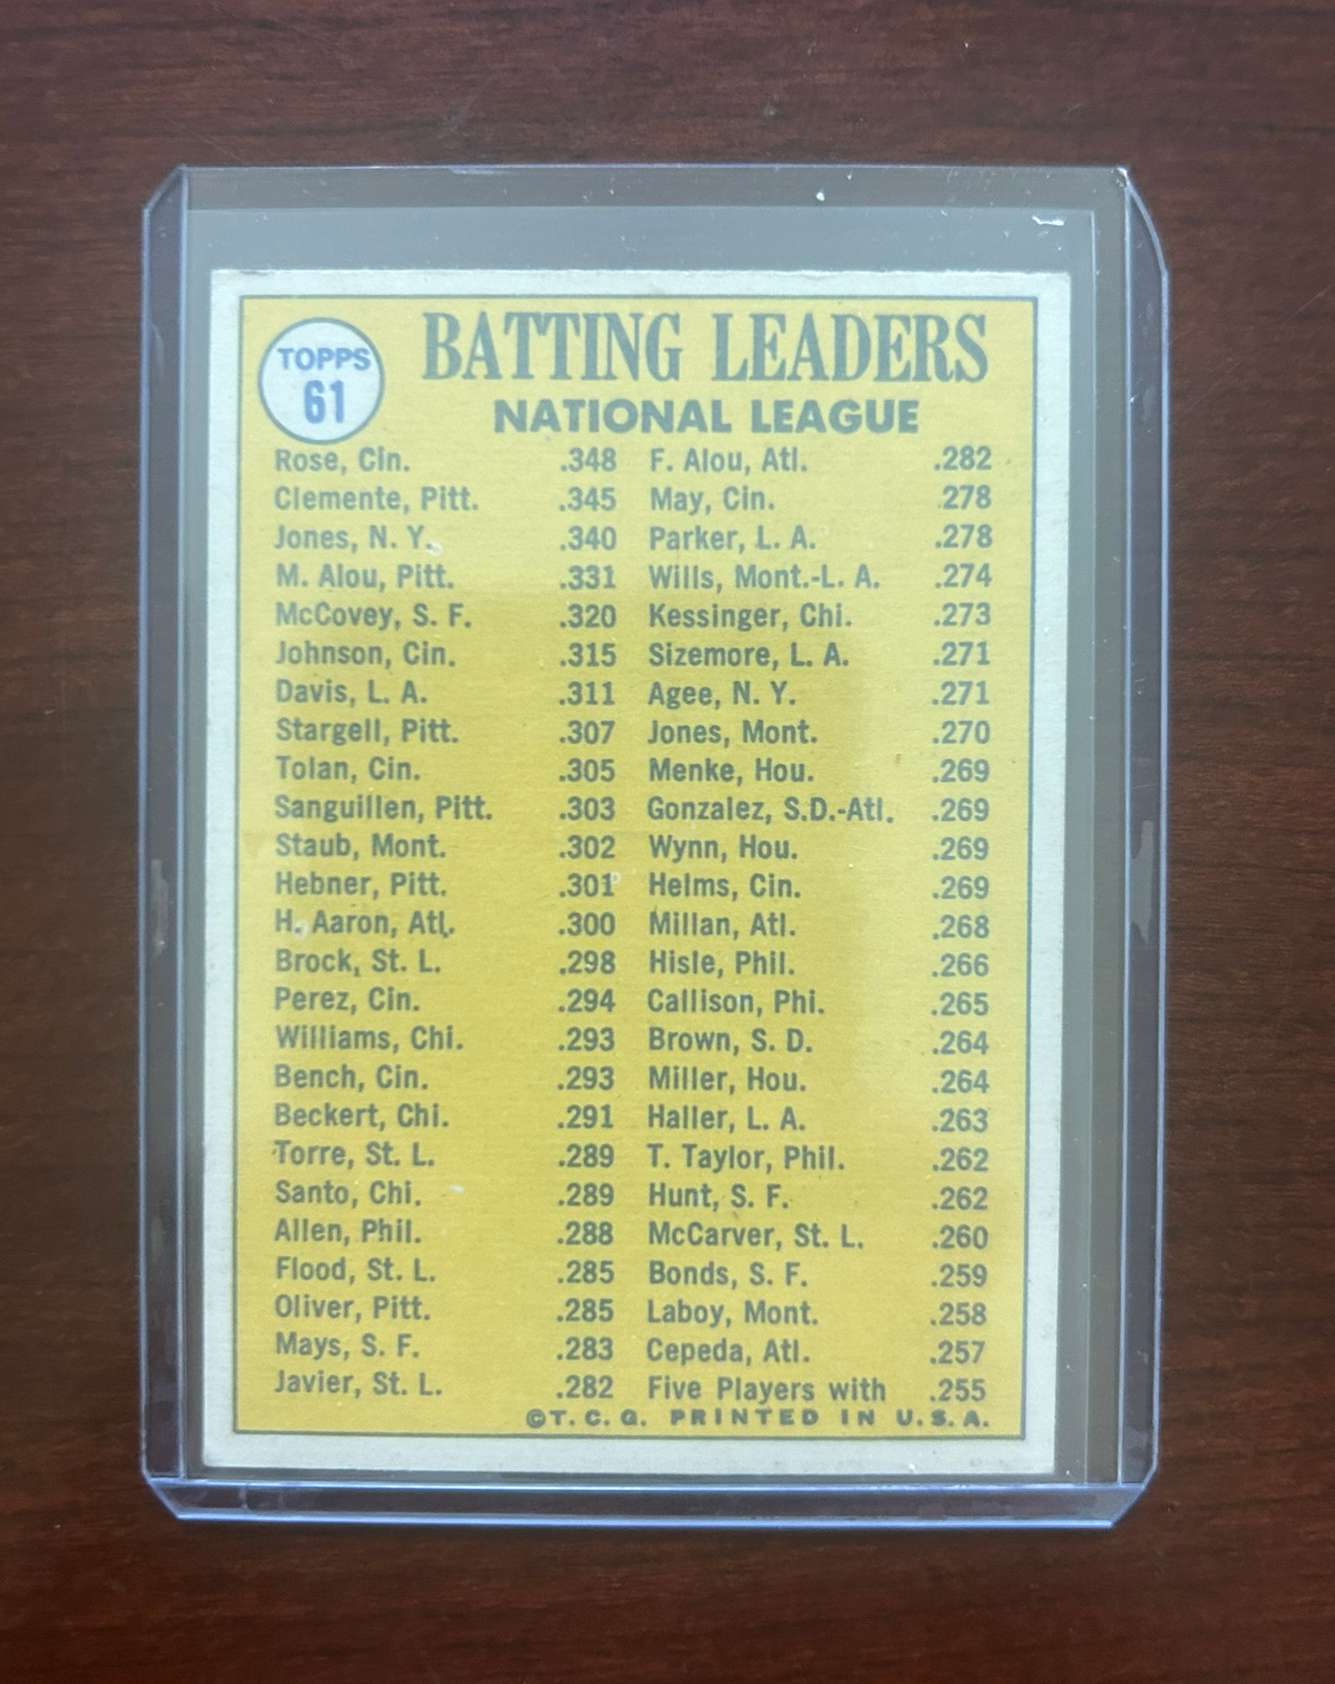 TOPPS
61
BATTING LEADERS
NATIONAL LEAGUE
Rose, Cin. .348
Clemente, Pitt. .345
Jones, N. Y. .340
M. Alou, Pitt. .331
McCovey, S. F. .320
Johnson, Cin. .315
Davis, L. A. .311
Stargell, Pitt. .307
Tolan, Cin. .305
Sanguillen, Pitt. .303
Staub, Mont. .302
Hebner, Pitt. .301
H. Aaron, Atl. .300
Brock, St. L. .298
Perez, Cin. .294
Williams, Chi. .293
Bench, Cin. .293
Beckert, Chi. .291
Torre, St. L. .289
Santo, Chi. .289
Allen, Phil. .288
Flood, St. L. .285
Oliver, Pitt. .285
Mays, S. F. .283
Javier, St. L. .282
F. Alou, Atl. .282
May, Cin. .278
Parker, L. A. .278
Wills, Mont.-L. A. .274
Kessinger, Chi. .273
Sizemore, L. A. .271
Agee, N. Y. .271
Jones, Mont. .270
Menke, Hou. .269
Gonzalez, S.D.-Atl. .269
Wynn, Hou. .269
Helms, Cin. .269
Millan, Atl. .268
Hisle, Phil. .266
Callison, Phi. .265
Brown, S. D. .264
Miller, Hou. .264
Haller, L. A. .263
T. Taylor, Phil. .262
Hunt, S. F. .262
McCarver, St. L. .260
Bonds, S. F. .259
Laboy, Mont. .258
Cepeda, Atl. .257
Five Players with .255
©T. C. G. PRINTED IN U. S. A.